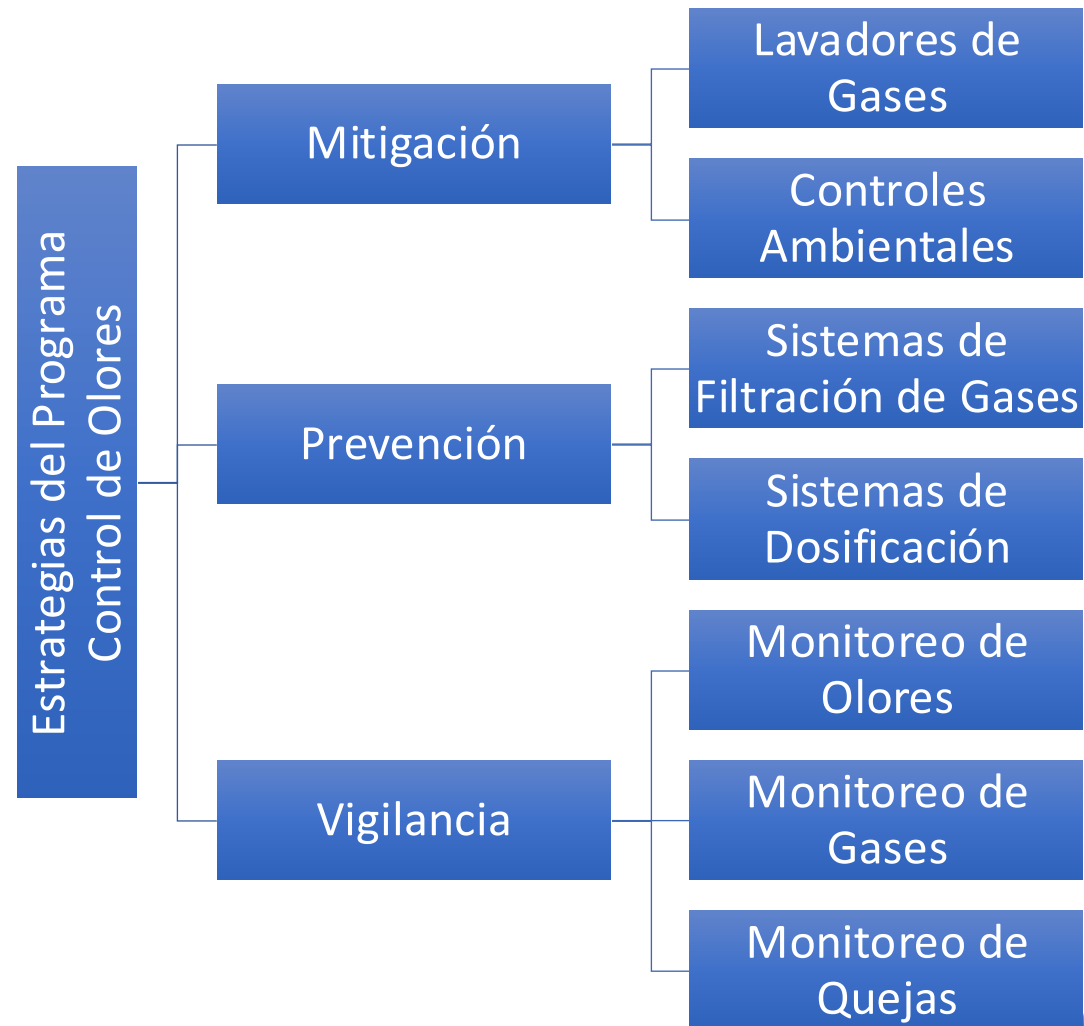 Estrategias del Programa
Control de Olores
Mitigación
Lavadores de
Gases
Controles
Ambientales
Prevención
Sistemas de
Filtración de Gases
Sistemas de
Dosificación
Vigilancia
Monitoreo de
Olores
Monitoreo de
Gases
Monitoreo de
Quejas